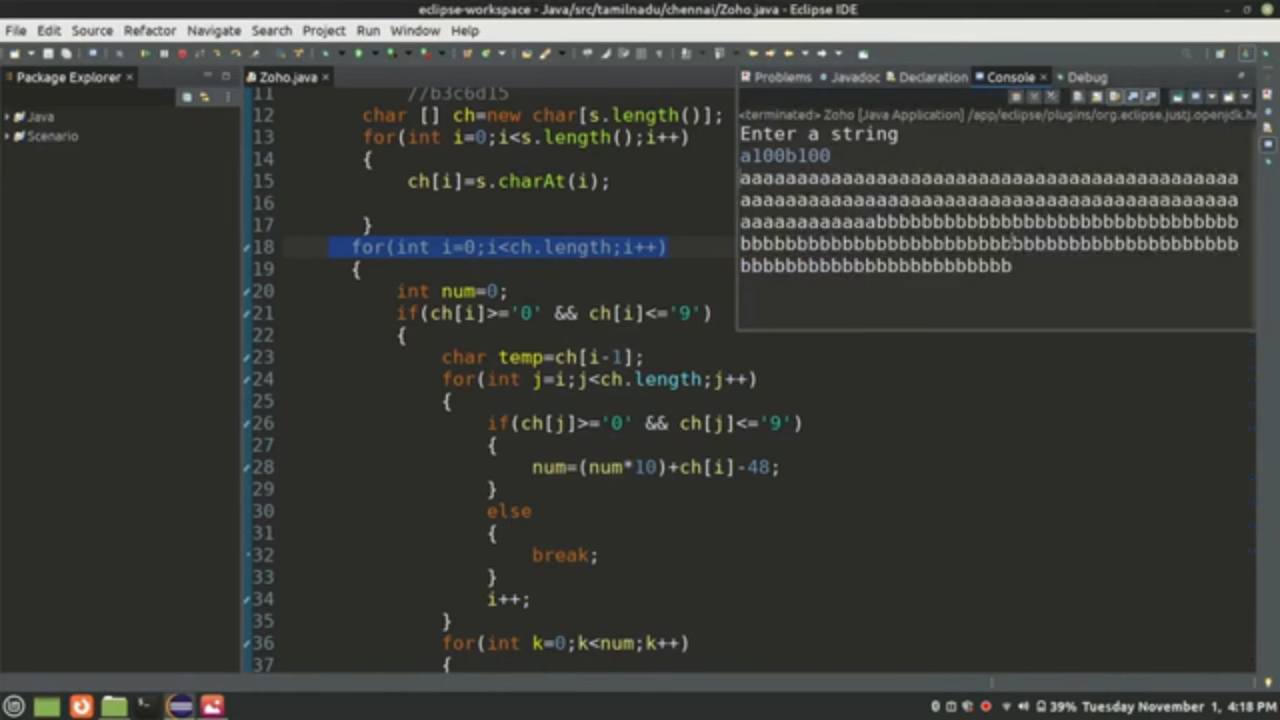 eclipse-workspace - Java/src/tamilnadu/chennai/Zoho.java - Eclipse IDE
File Edit Source Refactor Navigate Search Project Run Window Help
Package Explorer ×
Java
Scenario
Zoho.java ×
11 //b3c6d15
12 char [] ch=new char[s.length()];
13 for(int i=0;i<s.length();i++)
14 {
15 ch[i]=s.charAt(i);
16
17 }
18 for(int i=0;i<ch.length;i++)
19 {
20 int num=0;
21 if(ch[i]>='0' && ch[i]<='9')
22 {
23 char temp=ch[i-1];
24 for(int j=i;j<ch.length;j++)
25 {
26 if(ch[j]>='0' && ch[j]<='9')
27 {
28 num=(num*10)+ch[i]-48;
29 }
30 else
31 {
32 break;
33 }
34 i++;
35 }
36 for(int k=0;k<num;k++)
37 {
Problems Javadoc Declaration Console × Debug
<terminated> Zoho [Java Application] /app/eclipse/plugins/org.eclipse.justj.openjdk.h
Enter a string
a100b100
aaaaaaaaaaaaaaaaaaaaaaaaaaaaaaaaaaaaaaaaaaaa
aaaaaaaaaaaaaaaaaaaaaaaaaaaaaaaaaaaaaaaaaaaa
aaaaaaaaaaaabbbbbbbbbbbbbbbbbbbbbbbbbbbbbbbb
bbbbbbbbbbbbbbbbbbbbbbbbbbbbbbbbbbbbbbbbbbbb
bbbbbbbbbbbbbbbbbbbbbbbb
39% Tuesday November 1, 4:18 PM